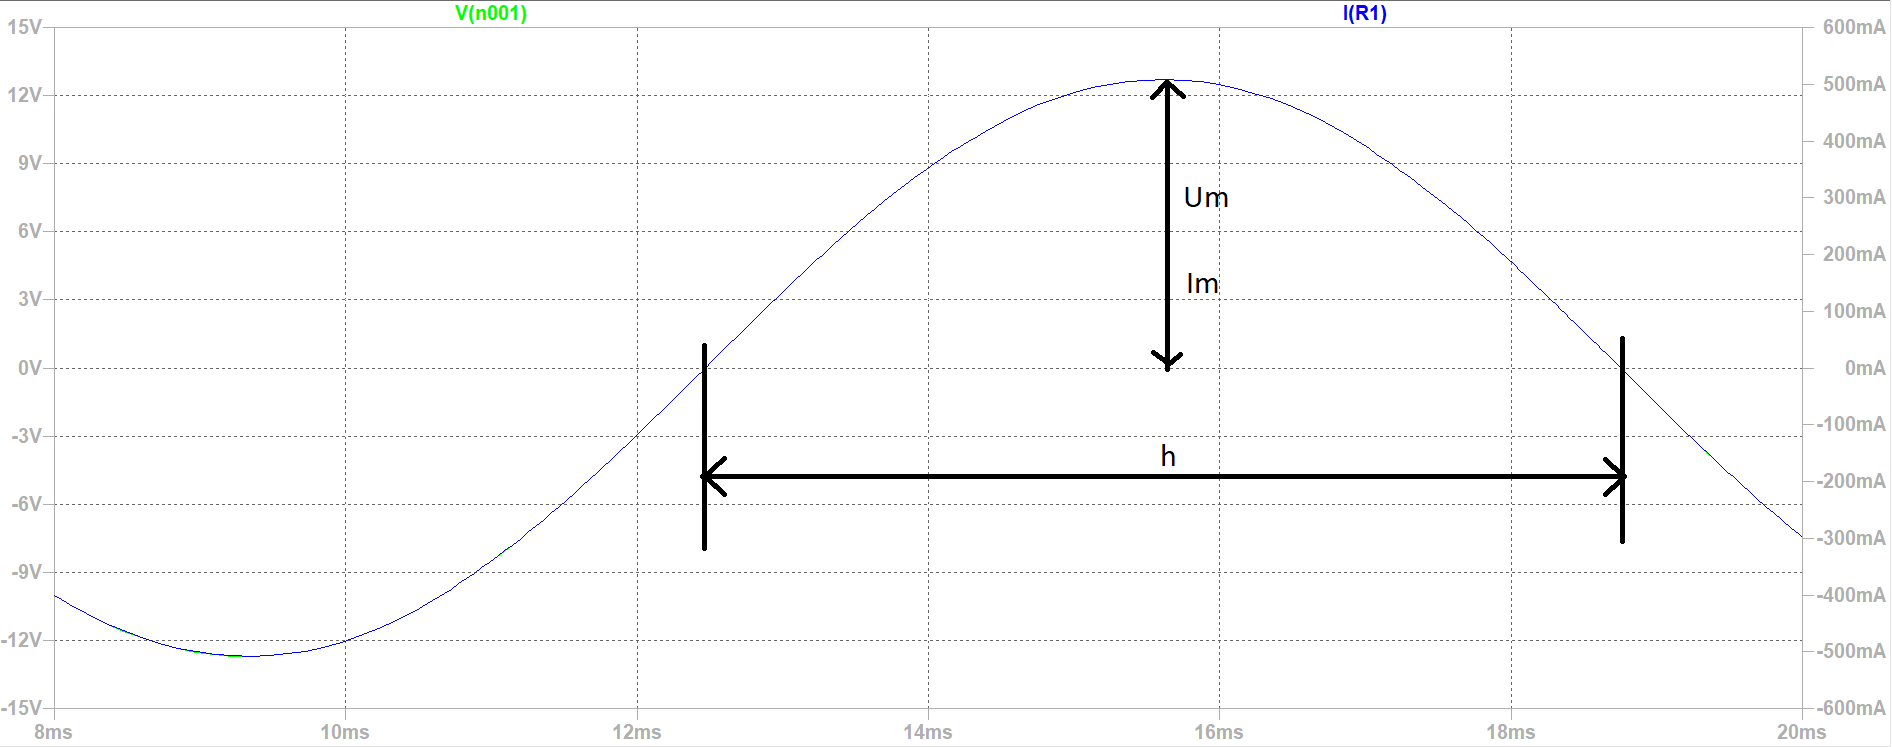 V(n001) I(R1)
15V 600mA
12V 500mA
400mA
9V
Um 300mA
6V 200mA
Im
3V 100mA
0V 0mA
-3V -100mA
h
-6V -200mA
-300mA
-9V -400mA
-12V -500mA
-15V -600mA
8ms 10ms 12ms 14ms 16ms 18ms 20ms